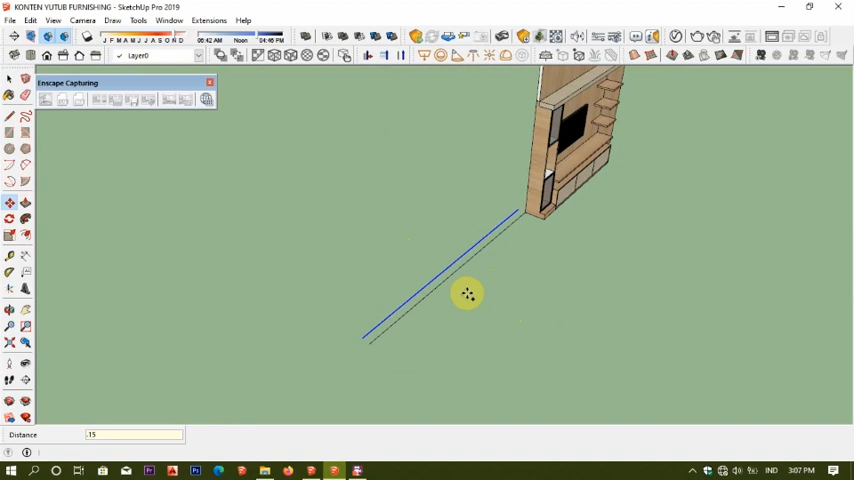 KONTEN YUTUB FURNISHING* - SketchUp Pro 2019
File Edit View Camera Draw Tools Window Extensions Help
J F M A M J J A S O N D
06:42 AM Noon 04:46 PM
Layer0
Enscape Capturing
Distance .15
IND 3:07 PM